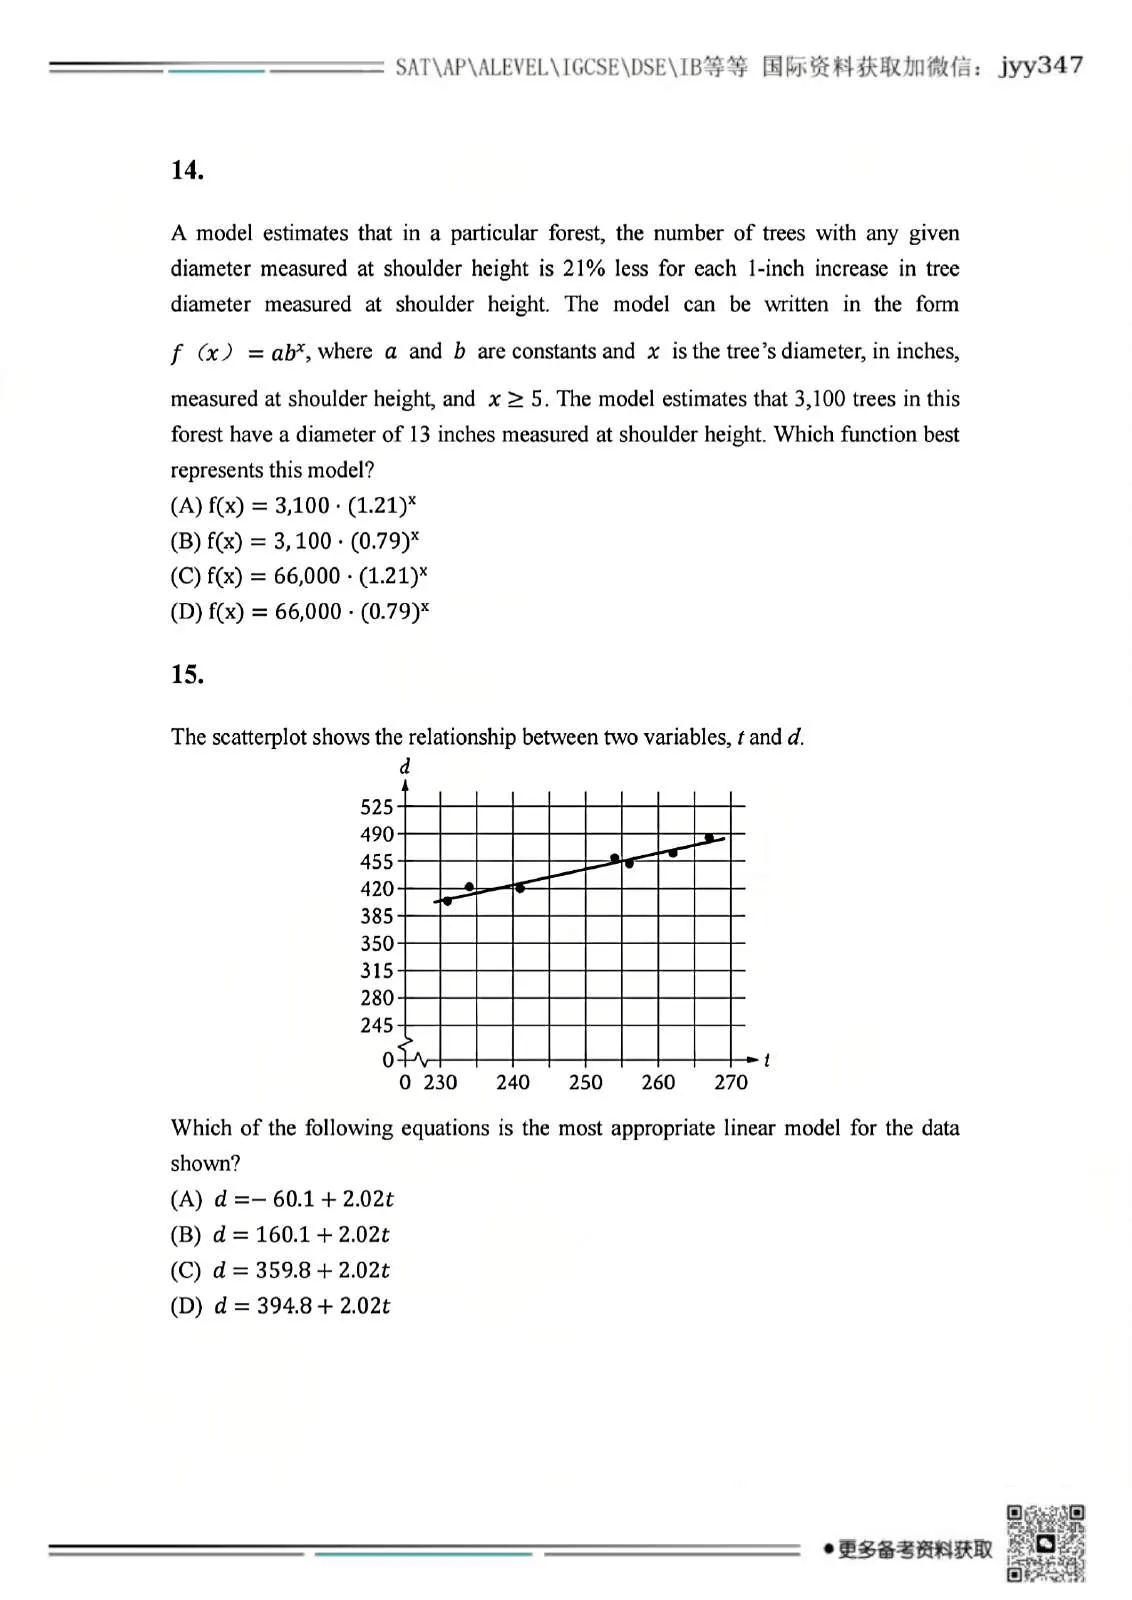 SAT\AP\ALEVEL\IGCSE\DSE\IB等等 国际资料获取加微信：jyy347
14.
A model estimates that in a particular forest, the number of trees with any given
diameter measured at shoulder height is 21% less for each 1-inch increase in tree
diameter measured at shoulder height. The model can be written in the form
f（x）= abˣ, where a and b are constants and x is the tree’s diameter, in inches,
measured at shoulder height, and x ≥ 5. The model estimates that 3,100 trees in this
forest have a diameter of 13 inches measured at shoulder height. Which function best
represents this model?
(A) f(x) = 3,100 · (1.21)ˣ
(B) f(x) = 3,100 · (0.79)ˣ
(C) f(x) = 66,000 · (1.21)ˣ
(D) f(x) = 66,000 · (0.79)ˣ
15.
The scatterplot shows the relationship between two variables, t and d.
d
525
490
455
420
385
350
315
280
245
0
t
0 230 240 250 260 270
Which of the following equations is the most appropriate linear model for the data
shown?
(A) d =− 60.1 + 2.02t
(B) d = 160.1 + 2.02t
(C) d = 359.8 + 2.02t
(D) d = 394.8 + 2.02t
●更多备考资料获取